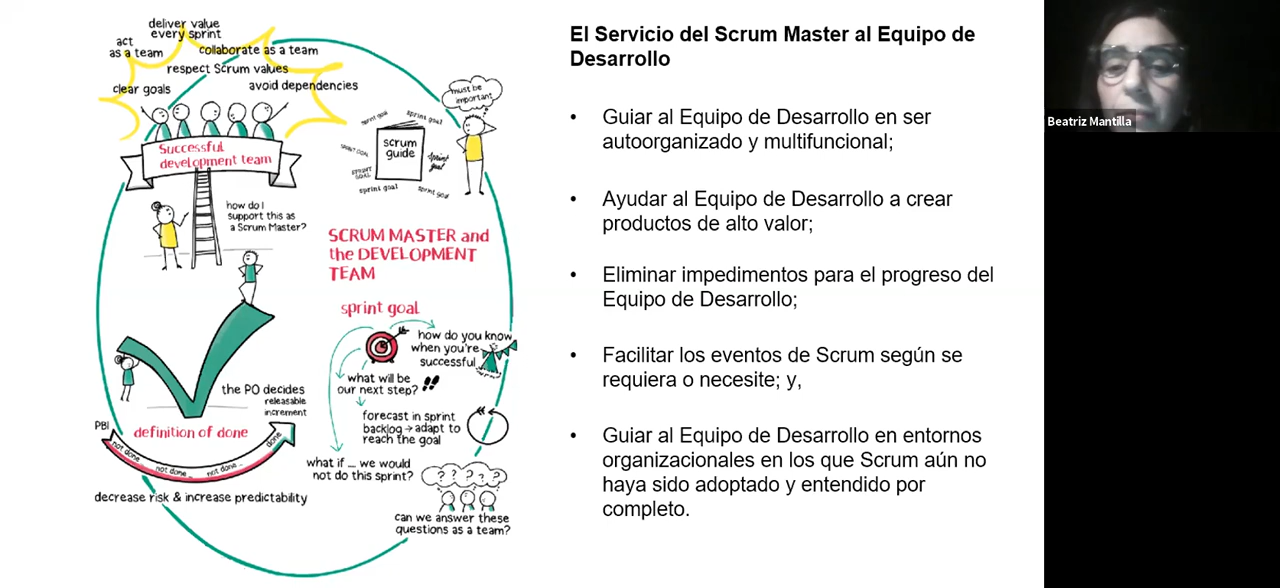 deliver value
every sprint
act
as a team
collaborate as a team
respect Scrum values
clear goals
avoid dependencies
Successful
development team
how do I
support this as
a Scrum Master?
must be
important
scrum
guide
sprint goal
sprint goal
SPRINT GOAL
sprint
goal
SPRINT
GOAL
sprint goal
sprint goal
SCRUM MASTER and
the DEVELOPMENT
TEAM
sprint goal
how do you know
when you're
successful
what will be
our next step?
forecast in sprint
backlog → adapt to
reach the goal
what if ... we would
not do this sprint?
? ? ? ? ?
can we answer these
questions as a team?
the PO decides
releasable
increment
PBI
definition of done
not done...
not done...
not done...
done
decrease risk & increase predictability
El Servicio del Scrum Master al Equipo de
Desarrollo
• Guiar al Equipo de Desarrollo en ser
autoorganizado y multifuncional;
• Ayudar al Equipo de Desarrollo a crear
productos de alto valor;
• Eliminar impedimentos para el progreso del
Equipo de Desarrollo;
• Facilitar los eventos de Scrum según se
requiera o necesite; y,
• Guiar al Equipo de Desarrollo en entornos
organizacionales en los que Scrum aún no
haya sido adoptado y entendido por
completo.
Beatriz Mantilla